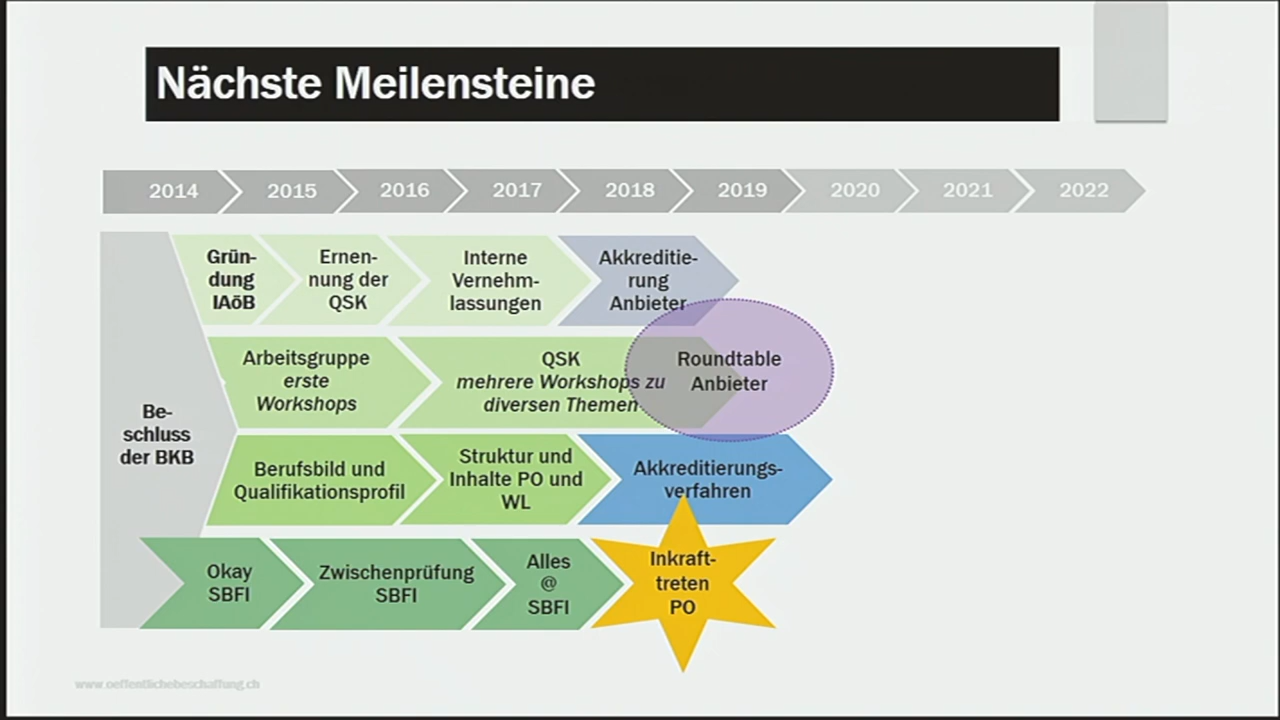 Nächste Meilensteine
2014 2015 2016 2017 2018 2019 2020 2021 2022
Grün-
dung
IAöB
Ernen-
nung der
QSK
Interne
Vernehm-
lassungen
Akkreditie-
rung
Anbieter
Arbeitsgruppe
erste
Workshops
QSK
mehrere Workshops zu
diversen Themen
Roundtable
Anbieter
Be-
schluss
der BKB
Berufsbild und
Qualifikationsprofil
Struktur und
Inhalte PO und
WL
Akkreditierungs-
verfahren
Okay
SBFI
Zwischenprüfung
SBFI
Alles
@
SBFI
Inkraft-
treten
PO
www.oeffentlichebeschaffung.ch